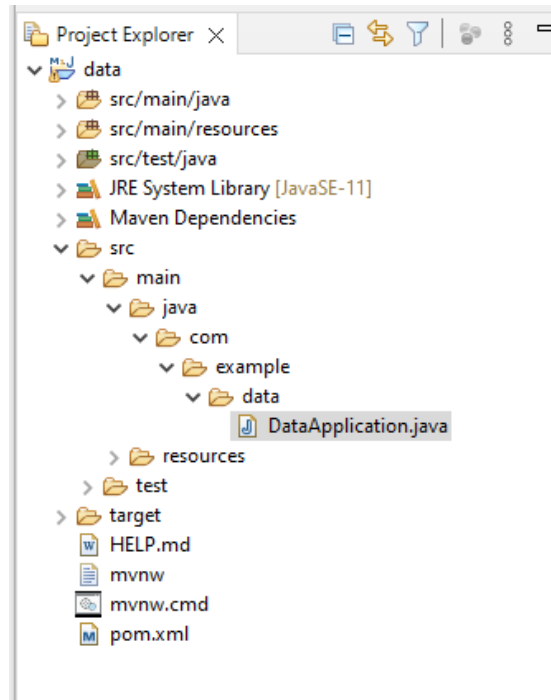 Project Explorer
data
src/main/java
src/main/resources
src/test/java
JRE System Library [JavaSE-11]
Maven Dependencies
src
main
java
com
example
data
DataApplication.java
resources
test
target
HELP.md
mvnw
mvnw.cmd
pom.xml